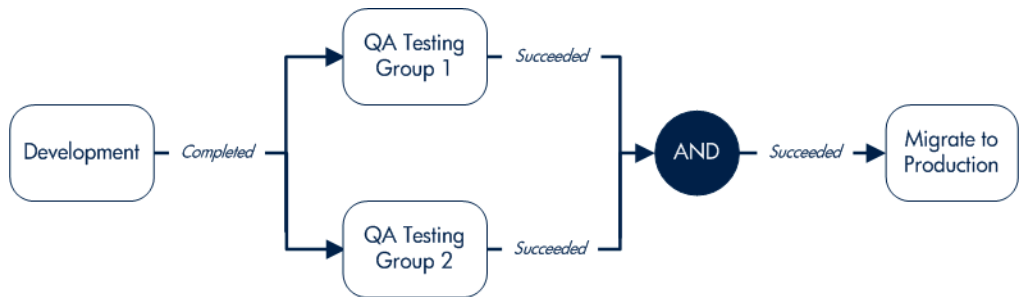 Development
Completed
QA Testing
Group 1
Succeeded
QA Testing
Group 2
Succeeded
AND
Succeeded
Migrate to
Production